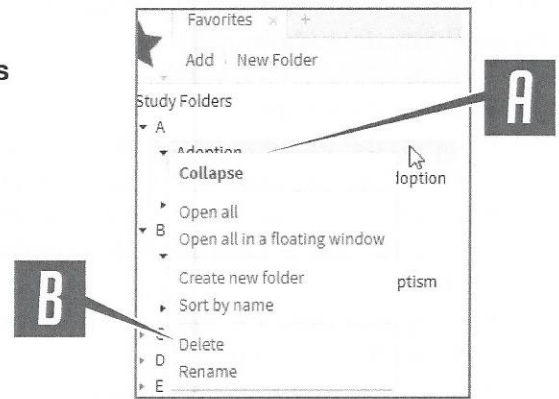 s
Favorites × +
Add New Folder
Study Folders
A
A
Adoption
doption
Collapse
Open all
B
Open all in a floating window
Create new folder
ptism
Sort by name
B
C
Delete
D
Rename
E